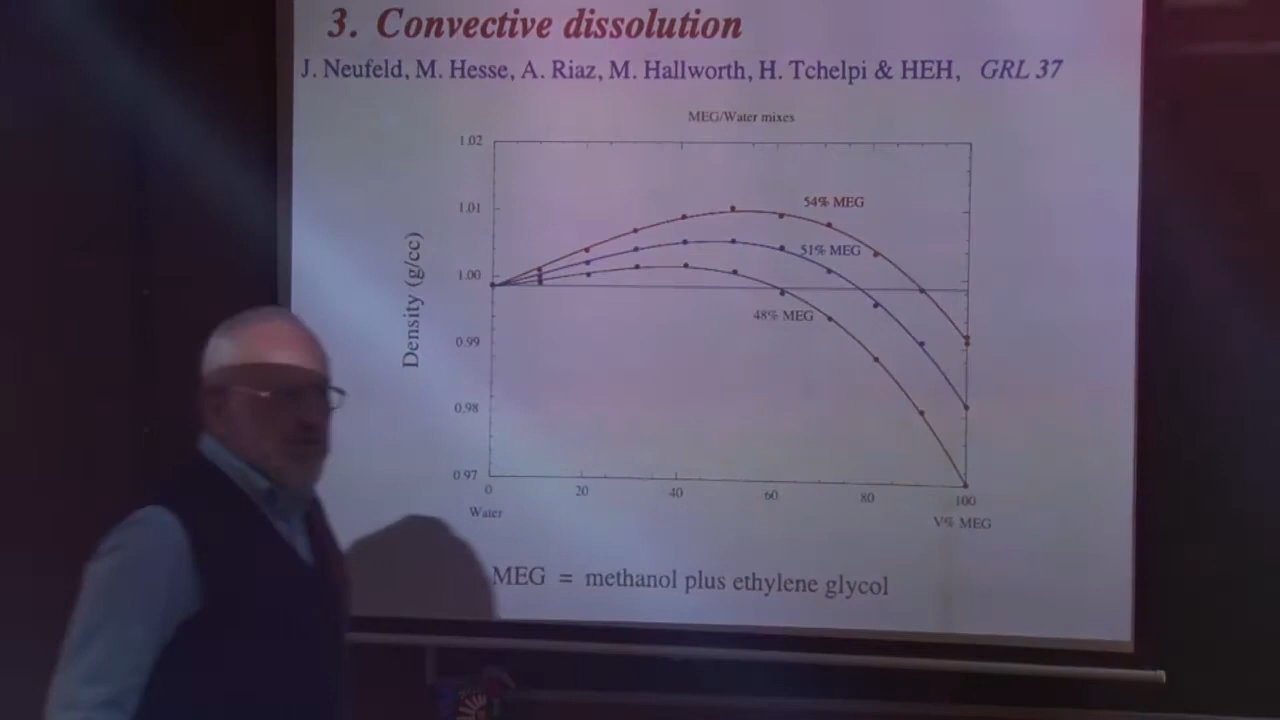 3. Convective dissolution
J. Neufeld, M. Hesse, A. Riaz, M. Hallworth, H. Tchelpi & HEH, GRL 37
MEG/Water mixes
1.02
1.01
1.00
0.99
0.98
0.97
Density (g/cc)
54% MEG
51% MEG
48% MEG
0 20 40 60 80 100
Water V% MEG
MEG = methanol plus ethylene glycol